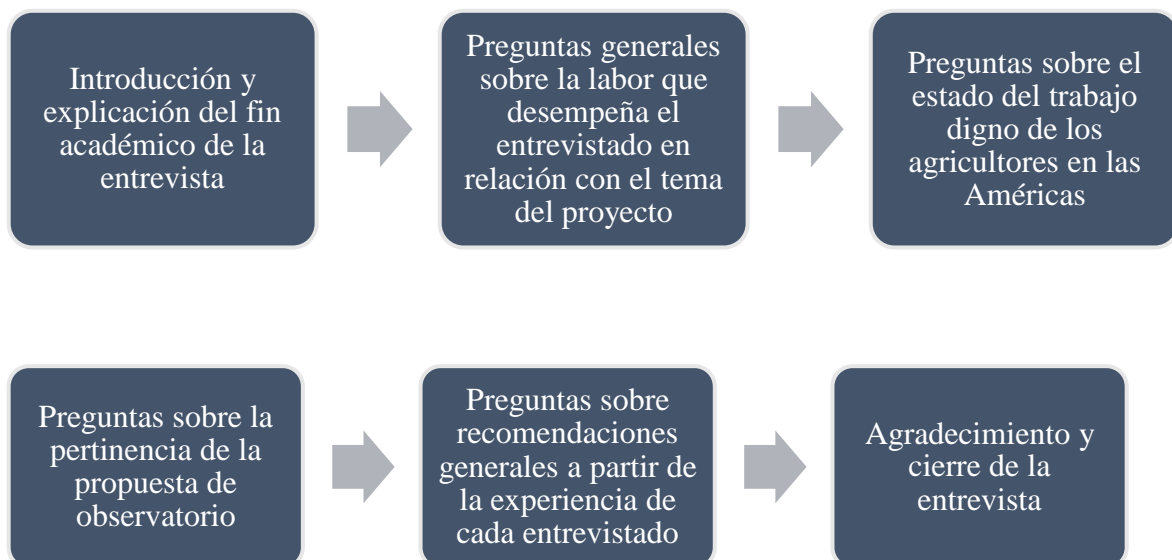 Introducción y
explicación del fin
académico de la
entrevista
Preguntas generales
sobre la labor que
desempeña el
entrevistado en
relación con el tema
del proyecto
Preguntas sobre el
estado del trabajo
digno de los
agricultores en las
Américas
Preguntas sobre la
pertinencia de la
propuesta de
observatorio
Preguntas sobre
recomendaciones
generales a partir de
la experiencia de
cada entrevistado
Agradecimiento y
cierre de la
entrevista